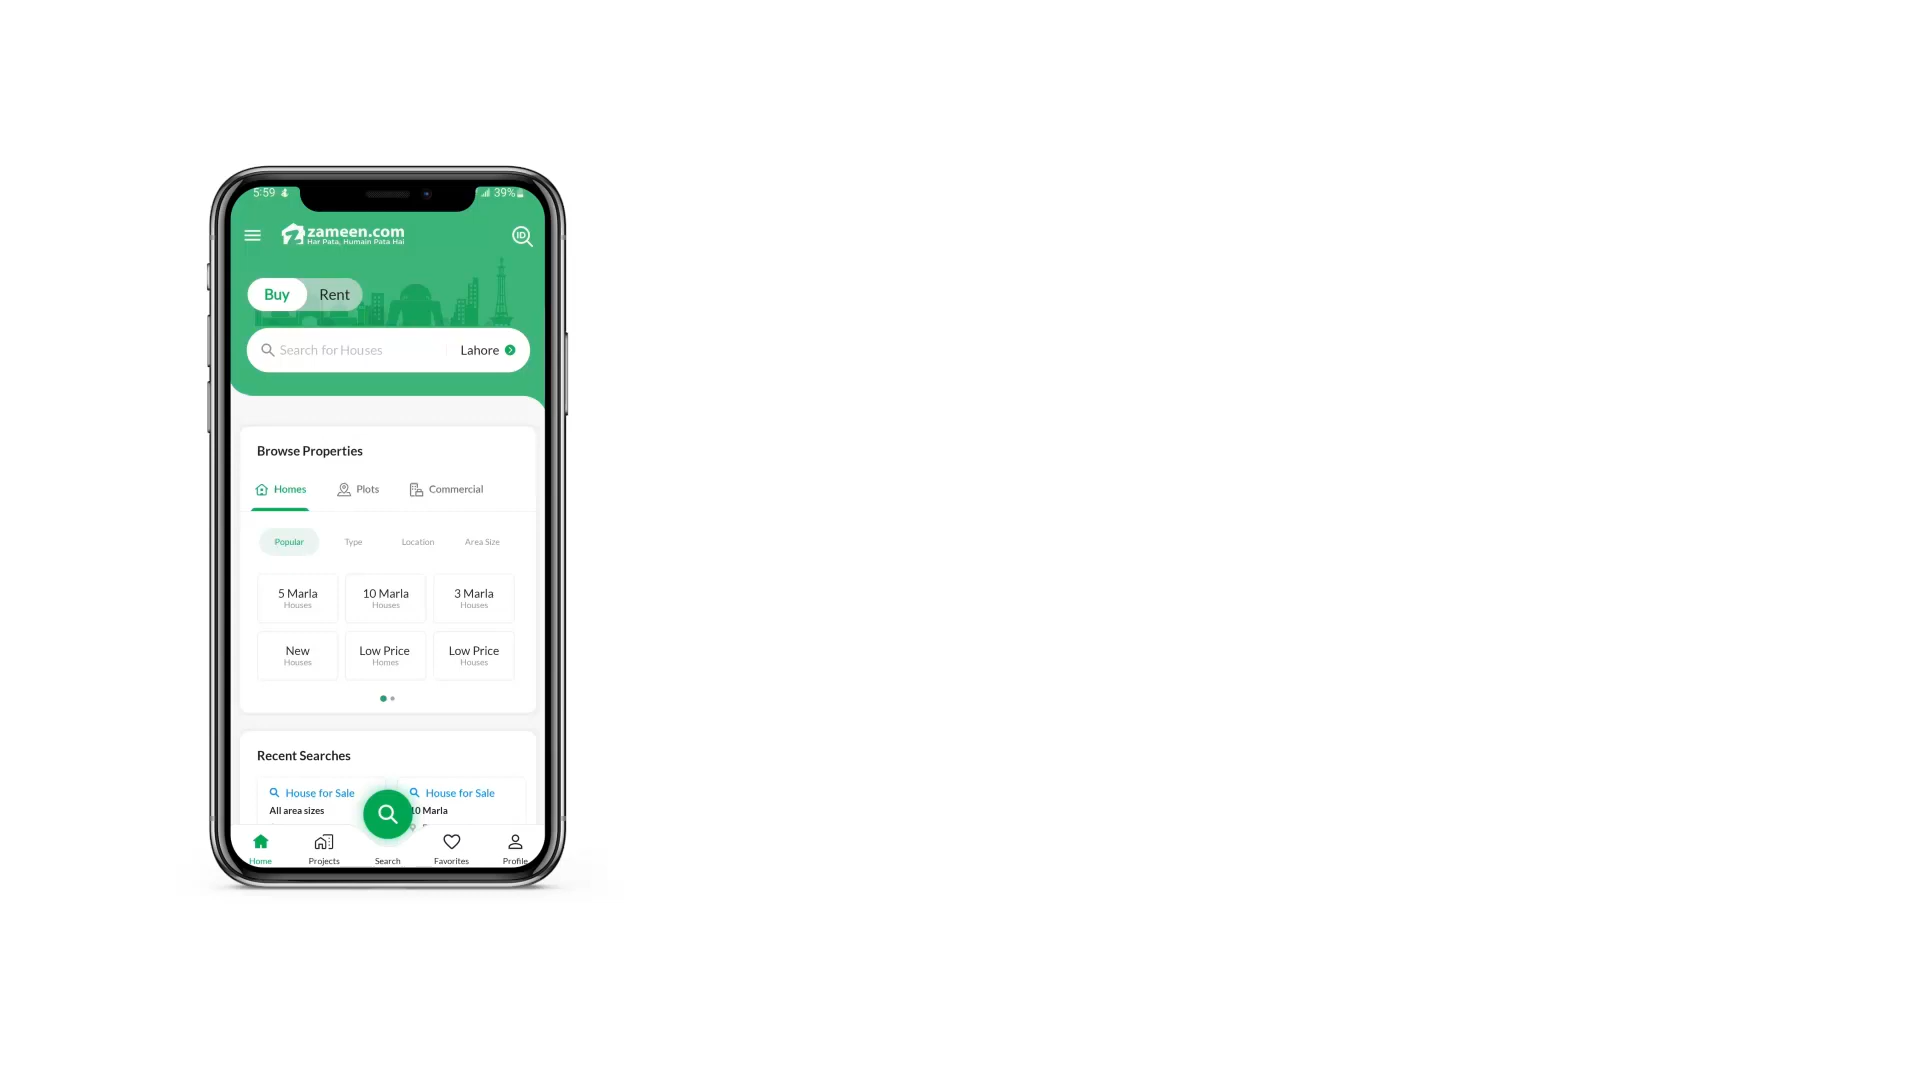 5:59
39%
zameen.com
Har Pata, Humain Pata Hai
ID
Buy Rent
Search for Houses Lahore
Browse Properties
Homes Plots Commercial
Popular Type Location Area Size
5 Marla 10 Marla 3 Marla
Houses Houses Houses
New Low Price Low Price
Houses Homes Houses
Recent Searches
House for Sale House for Sale
All area sizes 10 Marla
Home Projects Search Favorites Profile